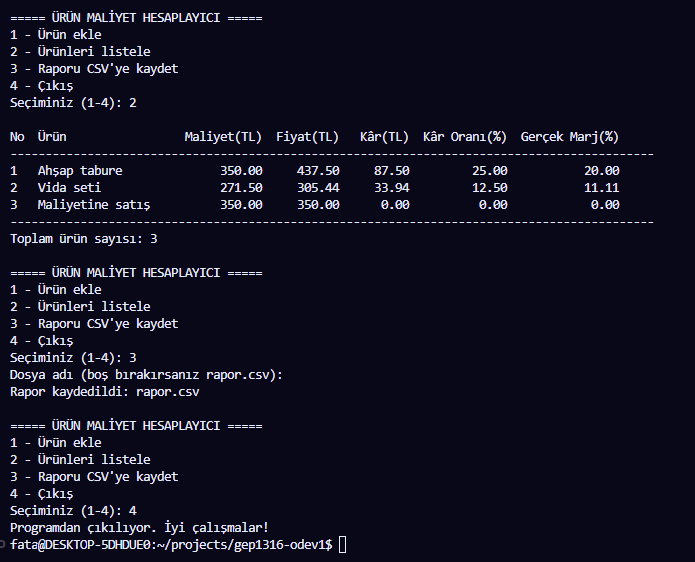 ===== ÜRÜN MALİYET HESAPLAYICI =====
1 - Ürün ekle
2 - Ürünleri listele
3 - Raporu CSV'ye kaydet
4 - Çıkış
Seçiminiz (1-4): 2
No  Ürün                 Maliyet(TL)  Fiyat(TL)   Kâr(TL)  Kâr Oranı(%)  Gerçek Marj(%)
--------------------------------------------------------------------------------------------
1   Ahşap tabure              350.00     437.50     87.50         25.00           20.00
2   Vida seti                 271.50     305.44     33.94         12.50           11.11
3   Maliyetine satış          350.00     350.00      0.00          0.00            0.00
--------------------------------------------------------------------------------------------
Toplam ürün sayısı: 3
===== ÜRÜN MALİYET HESAPLAYICI =====
1 - Ürün ekle
2 - Ürünleri listele
3 - Raporu CSV'ye kaydet
4 - Çıkış
Seçiminiz (1-4): 3
Dosya adı (boş bırakırsanız rapor.csv):
Rapor kaydedildi: rapor.csv
===== ÜRÜN MALİYET HESAPLAYICI =====
1 - Ürün ekle
2 - Ürünleri listele
3 - Raporu CSV'ye kaydet
4 - Çıkış
Seçiminiz (1-4): 4
Programdan çıkılıyor. İyi çalışmalar!
fata@DESKTOP-5DHDUE0:~/projects/gep1316-odev1$